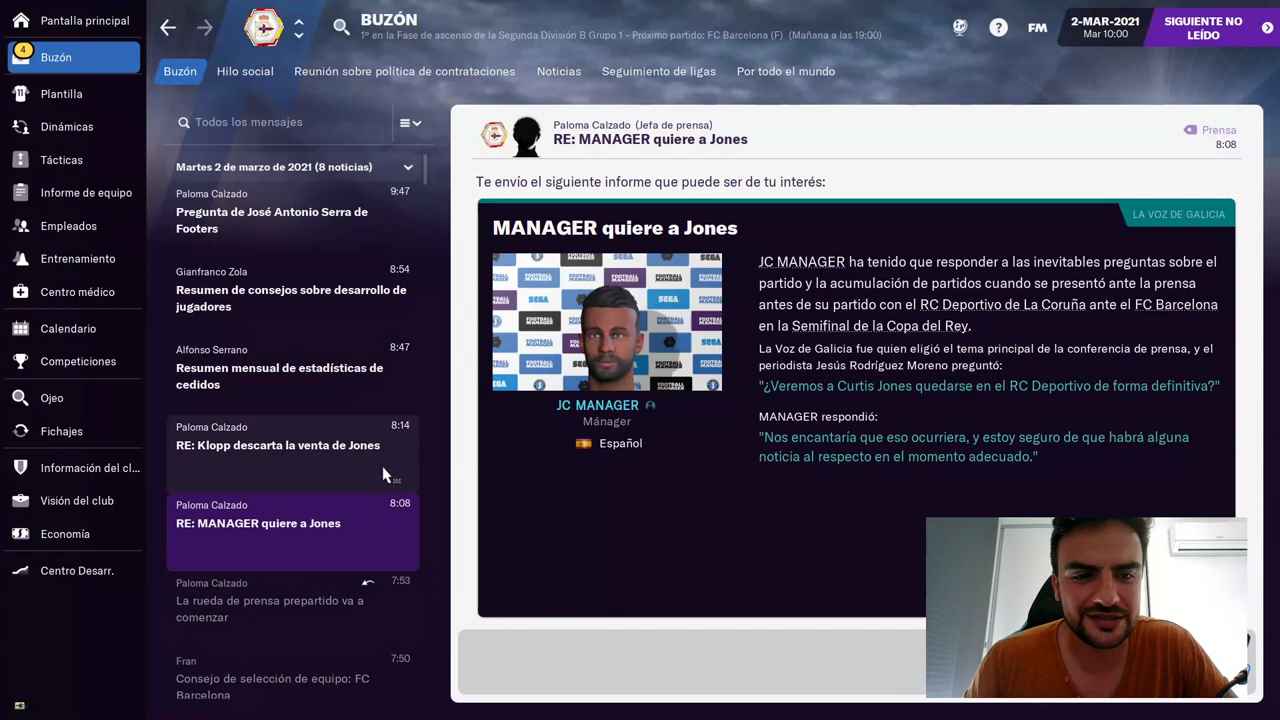 Pantalla principal
4
Buzón
Plantilla
Dinámicas
Tácticas
Informe de equipo
Empleados
Entrenamiento
Centro médico
Calendario
Competiciones
Ojeo
Fichajes
Información del cl...
Visión del club
Economía
Centro Desarr.
BUZÓN
1º en la Fase de ascenso de la Segunda División B Grupo 1 - Próximo partido: FC Barcelona (F) (Mañana a las 19:00)
?
FM
2-MAR-2021
Mar 10:00
SIGUIENTE NO
LEÍDO
Buzón
Hilo social
Reunión sobre política de contrataciones
Noticias
Seguimiento de ligas
Por todo el mundo
Todos los mensajes
Martes 2 de marzo de 2021 (8 noticias)
Paloma Calzado 9:47
Pregunta de José Antonio Serra de
Footers
Gianfranco Zola 8:54
Resumen de consejos sobre desarrollo de
jugadores
Alfonso Serrano 8:47
Resumen mensual de estadísticas de
cedidos
Paloma Calzado 8:14
RE: Klopp descarta la venta de Jones
Paloma Calzado 8:08
RE: MANAGER quiere a Jones
Paloma Calzado 7:53
La rueda de prensa prepartido va a
comenzar
Fran 7:50
Consejo de selección de equipo: FC
Barcelona
Paloma Calzado (Jefa de prensa)
RE: MANAGER quiere a Jones
Prensa
8:08
Te envío el siguiente informe que puede ser de tu interés:
LA VOZ DE GALICIA
MANAGER quiere a Jones
FOOTBALL MANAGER
SEGA
JC MANAGER
Mánager
Español
JC MANAGER ha tenido que responder a las inevitables preguntas sobre el
partido y la acumulación de partidos cuando se presentó ante la prensa
antes de su partido con el RC Deportivo de La Coruña ante el FC Barcelona
en la Semifinal de la Copa del Rey.
La Voz de Galicia fue quien eligió el tema principal de la conferencia de prensa, y el
periodista Jesús Rodríguez Moreno preguntó:
"¿Veremos a Curtis Jones quedarse en el RC Deportivo de forma definitiva?"
MANAGER respondió:
"Nos encantaría que eso ocurriera, y estoy seguro de que habrá alguna
noticia al respecto en el momento adecuado."